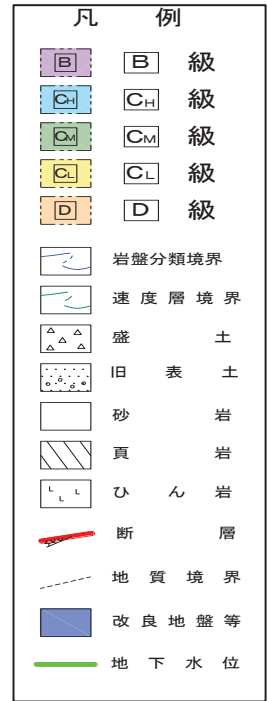 凡例
B B 級
CH CH 級
CM CM 級
CL CL 級
D D 級
岩盤分類境界
速度層境界
盛土
旧表土
砂岩
頁岩
ひん岩
断層
地質境界
改良地盤等
地下水位